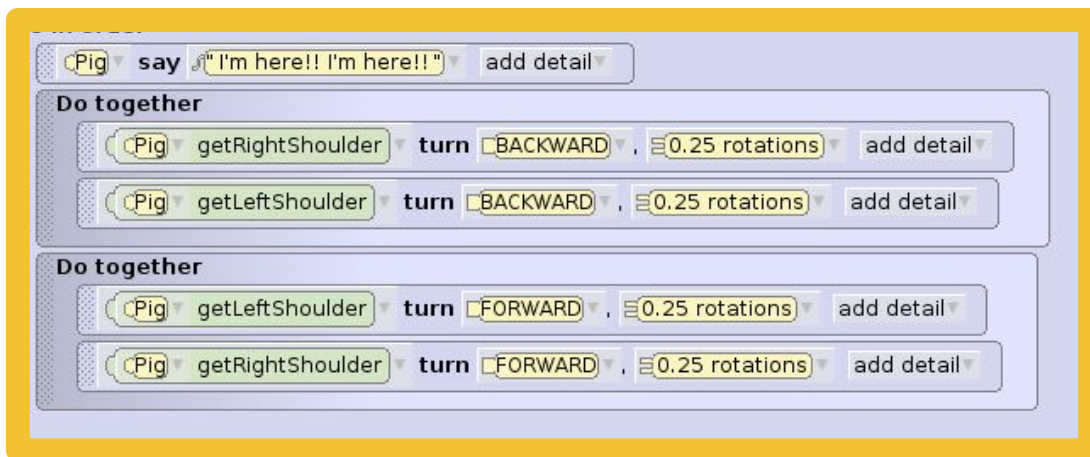 Pig say " I'm here!! I'm here!! " add detail
Do together
Pig getRightShoulder turn BACKWARD , 0.25 rotations add detail
Pig getLeftShoulder turn BACKWARD , 0.25 rotations add detail
Do together
Pig getLeftShoulder turn FORWARD , 0.25 rotations add detail
Pig getRightShoulder turn FORWARD , 0.25 rotations add detail